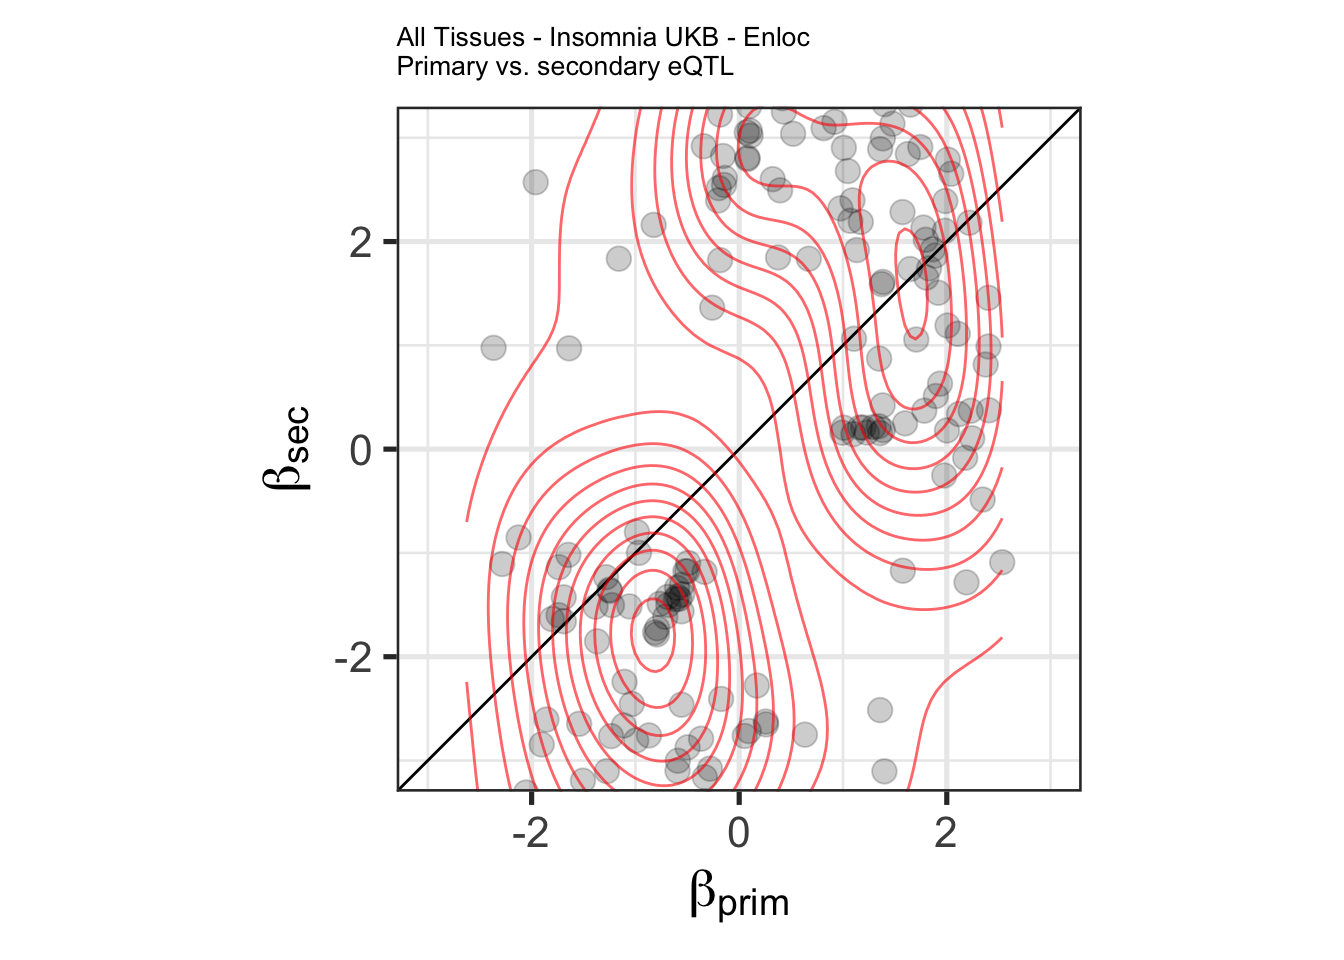 All Tissues - Insomnia UKB - Enloc
Primary vs. secondary eQTL
2
0
-2
βsec
-2 0 2
βprim